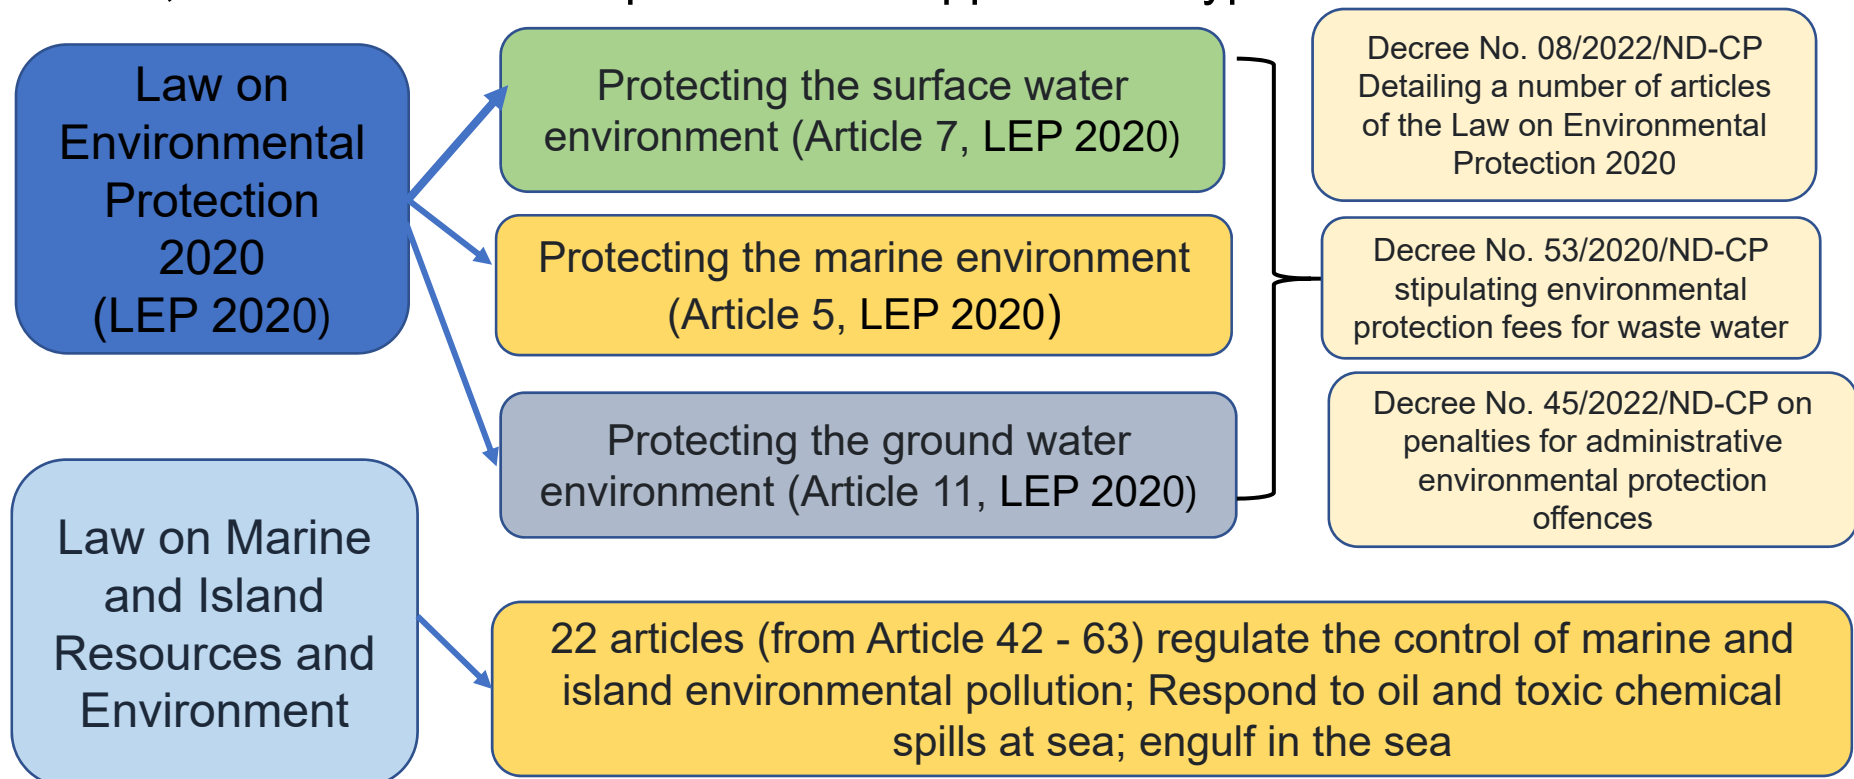 Law on
Environmental
Protection
2020
(LEP 2020)
Protecting the surface water
environment (Article 7, LEP 2020)
Protecting the marine environment
(Article 5, LEP 2020)
Protecting the ground water
environment (Article 11, LEP 2020)
Decree No. 08/2022/ND-CP
Detailing a number of articles
of the Law on Environmental
Protection 2020
Decree No. 53/2020/ND-CP
stipulating environmental
protection fees for waste water
Decree No. 45/2022/ND-CP on
penalties for administrative
environmental protection
offences
Law on Marine
and Island
Resources and
Environment
22 articles (from Article 42 - 63) regulate the control of marine and
island environmental pollution; Respond to oil and toxic chemical
spills at sea; engulf in the sea